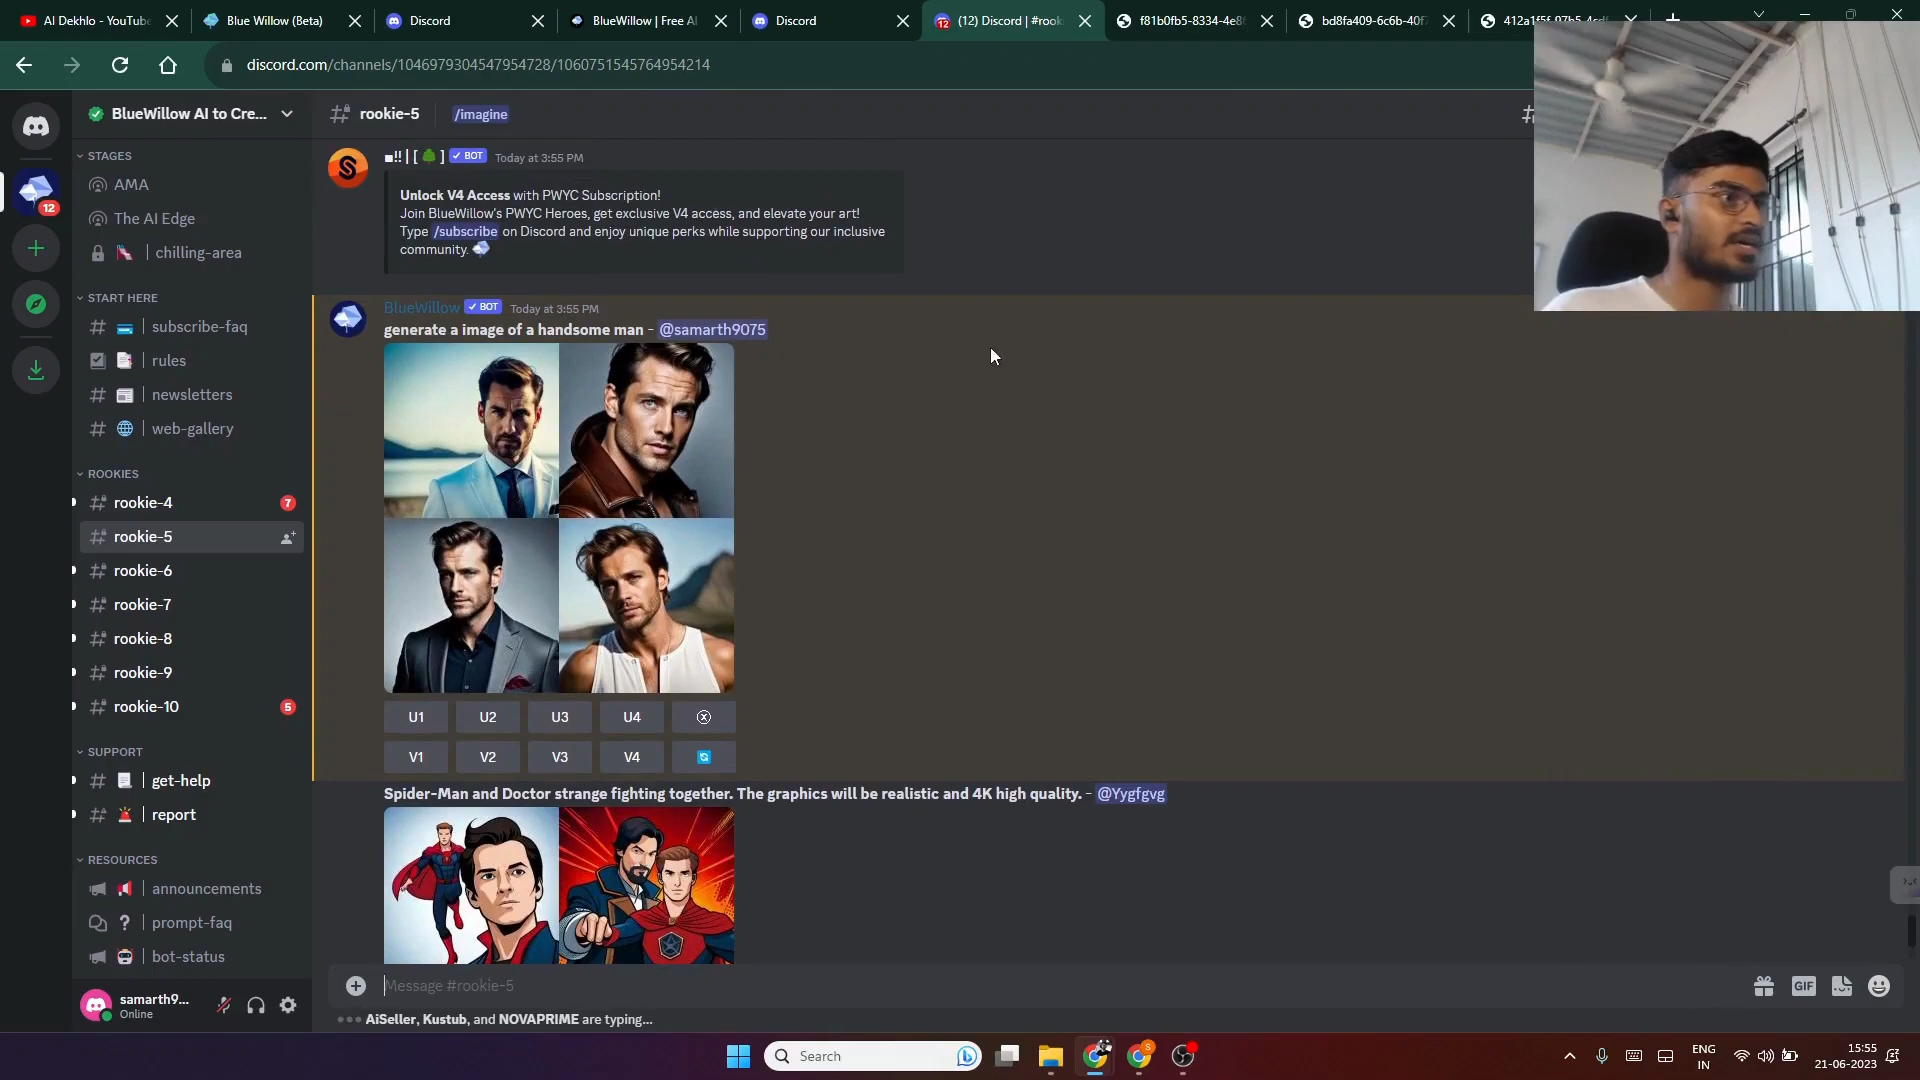 AI Dekhlo - YouTube
Blue Willow (Beta)
Discord
BlueWillow | Free AI
Discord
(12) Discord | #rook
f81b0fb5-8334-4e8f
bd8fa409-6c6b-40f7
discord.com/channels/1046979304547954728/1060751545764954214
BlueWillow AI to Cre...
rookie-5
/imagine
STAGES
AMA
The AI Edge
chilling-area
START HERE
subscribe-faq
rules
newsletters
web-gallery
ROOKIES
rookie-4
7
rookie-5
rookie-6
rookie-7
rookie-8
rookie-9
rookie-10
5
SUPPORT
get-help
report
RESOURCES
announcements
prompt-faq
bot-status
samarth9...
Online
12
■!! | [ ] BOT Today at 3:55 PM
Unlock V4 Access with PWYC Subscription!
Join BlueWillow's PWYC Heroes, get exclusive V4 access, and elevate your art!
Type /subscribe on Discord and enjoy unique perks while supporting our inclusive
community.
BlueWillow BOT Today at 3:55 PM
generate a image of a handsome man - @samarth9075
U1 U2 U3 U4
V1 V2 V3 V4
Spider-Man and Doctor strange fighting together. The graphics will be realistic and 4K high quality. - @Yygfgvg
Message #rookie-5
GIF
AiSeller, Kustub, and NOVAPRIME are typing...
Search
ENG
IN
15:55
21-06-2023